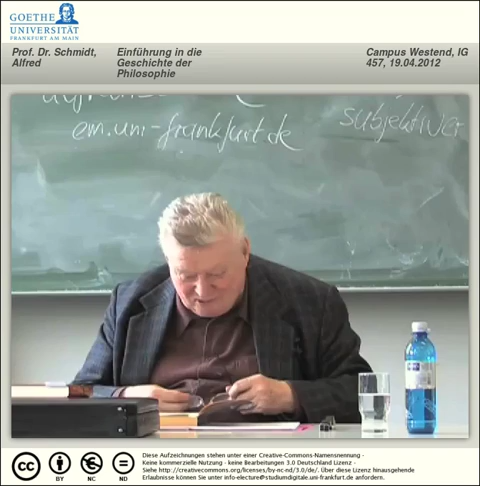 GOETHE
UNIVERSITÄT
FRANKFURT AM MAIN
Prof. Dr. Schmidt,
Alfred
Einführung in die
Geschichte der
Philosophie
Campus Westend, IG
457, 19.04.2012
em.uni-frankfurt.de
subjektiver
cc BY NC ND
Diese Aufzeichnungen stehen unter einer Creative-Commons-Namensnennung -
Keine kommerzielle Nutzung - keine Bearbeitungen 3.0 Deutschland Lizenz -
Siehe http://creativecommons.org/licenses/by-nc-nd/3.0/de/. Über diese Lizenz hinausgehende
Erlaubnisse können Sie unter info-electure@studiumdigitale.uni-frankfurt.de anfordern.